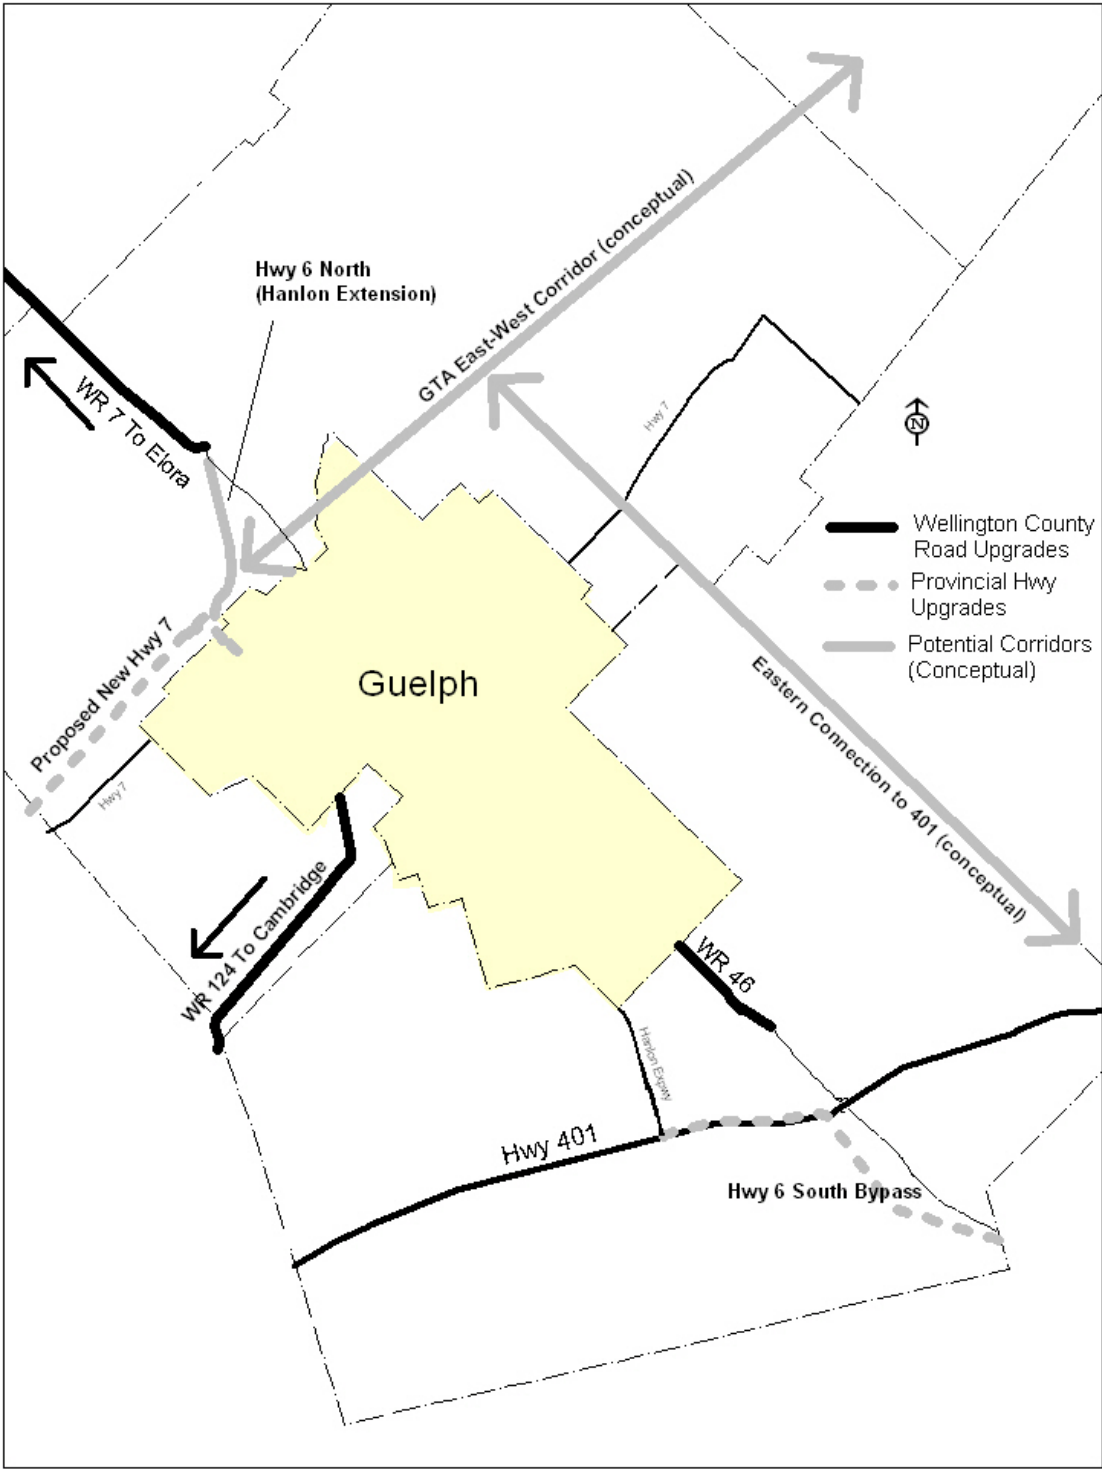 Hwy 6 North
(Hanlon Extension)
GTA East-West Corridor (conceptual)
WR 7 To Elora
Hwy 7
N
Wellington County
Road Upgrades
Provincial Hwy
Upgrades
Potential Corridors
(Conceptual)
Proposed New Hwy 7
Guelph
Eastern Connection to 401 (conceptual)
Hwy 7
WR 124 To Cambridge
WR 46
Hanlon Expwy
Hwy 401
Hwy 6 South Bypass